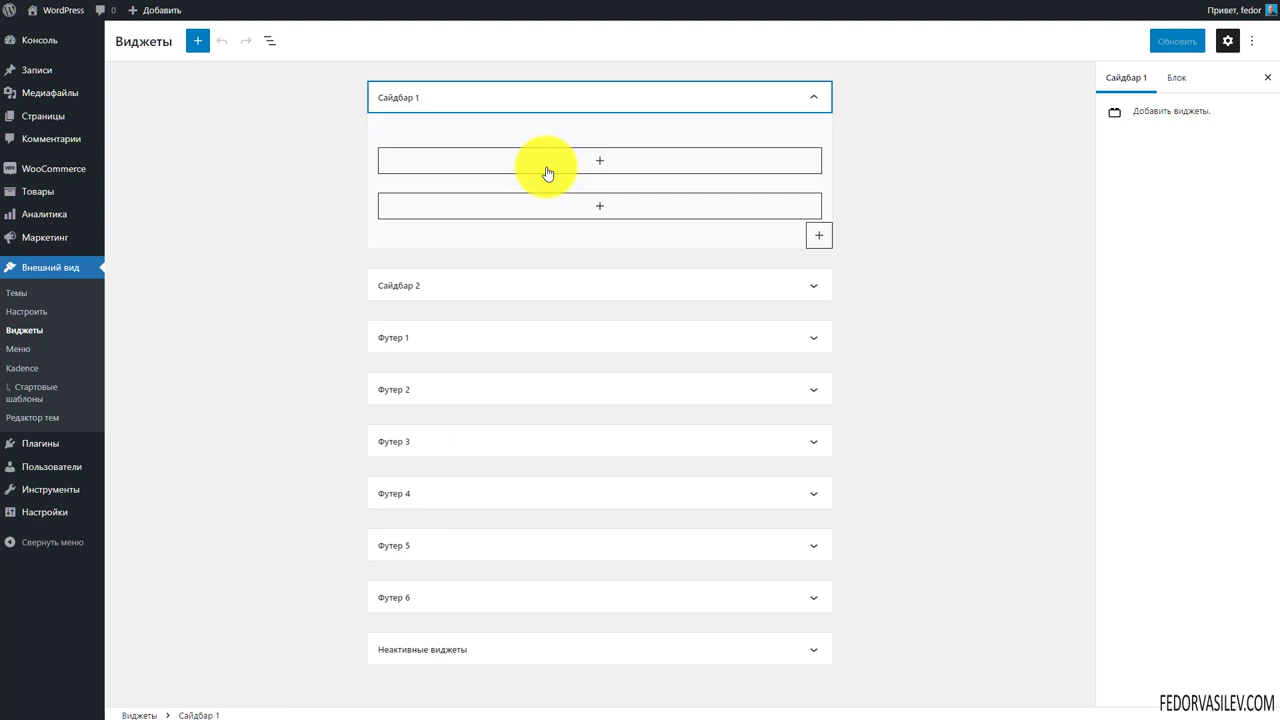 WordPress 0 Добавить Привет, fedor
Консоль
Записи
Медиафайлы
Страницы
Комментарии
WooCommerce
Товары
Аналитика
Маркетинг
Внешний вид
Темы
Настроить
Виджеты
Меню
Kadence
Стартовые
шаблоны
Редактор тем
Плагины
Пользователи
Инструменты
Настройки
Свернуть меню
Виджеты
Обновить
Сайдбар 1
Сайдбар 2
Футер 1
Футер 2
Футер 3
Футер 4
Футер 5
Футер 6
Неактивные виджеты
Сайдбар 1 Блок
Добавить виджеты.
Виджеты Сайдбар 1
FEDORVASILEV.COM